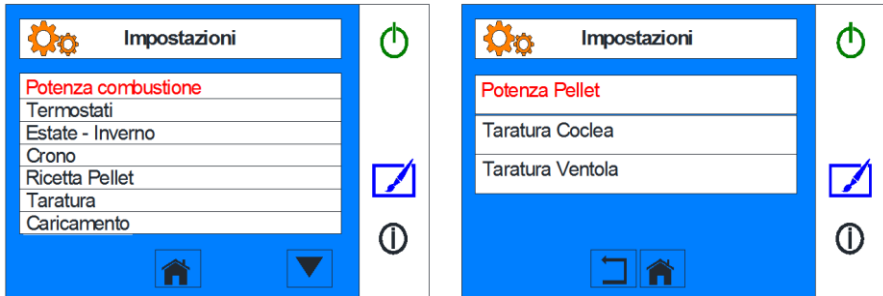 Impostazioni
Potenza combustione
Termostati
Estate - Inverno
Crono
Ricetta Pellet
Taratura
Caricamento
Impostazioni
Potenza Pellet
Taratura Coclea
Taratura Ventola